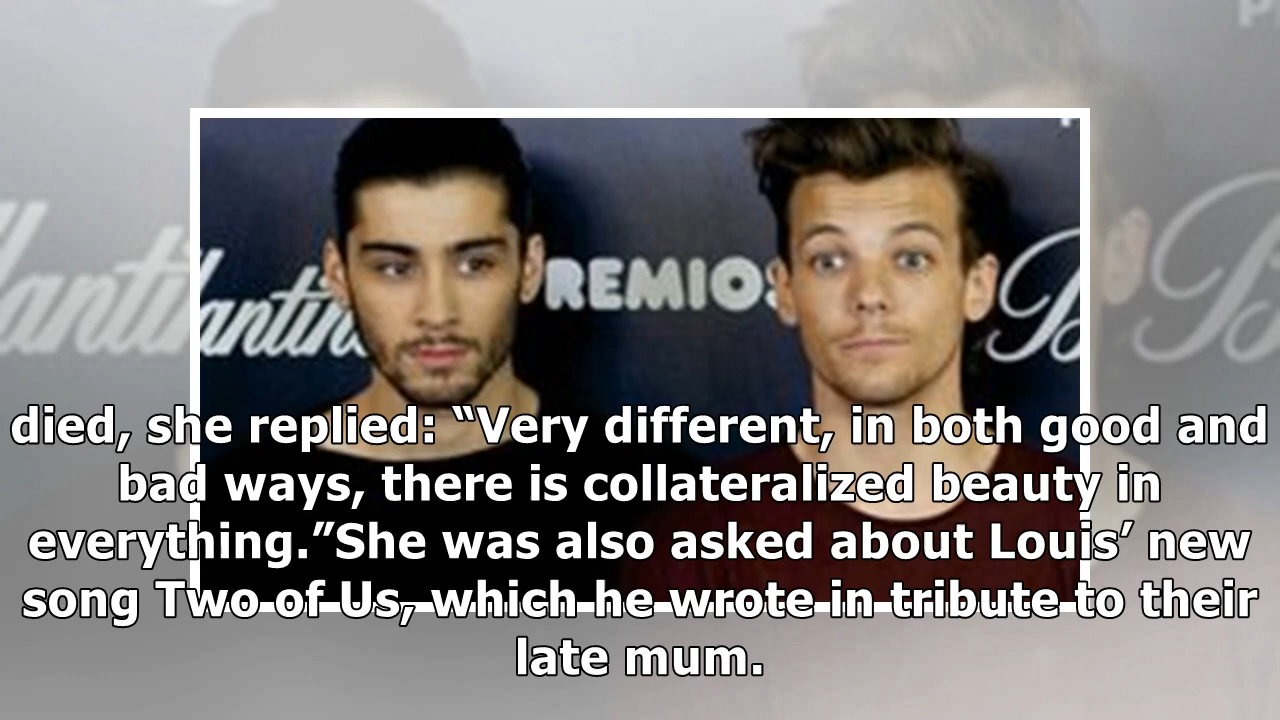 llantin
antin
REMIOS
B
died, she replied: “Very different, in both good and
bad ways, there is collateralized beauty in
everything.”She was also asked about Louis’ new
song Two of Us, which he wrote in tribute to their
late mum.